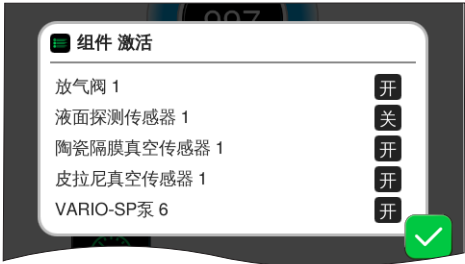 组件 激活
放气阀 1
开
液面探测传感器 1
关
陶瓷隔膜真空传感器 1
开
皮拉尼真空传感器 1
开
VARIO-SP泵 6
开